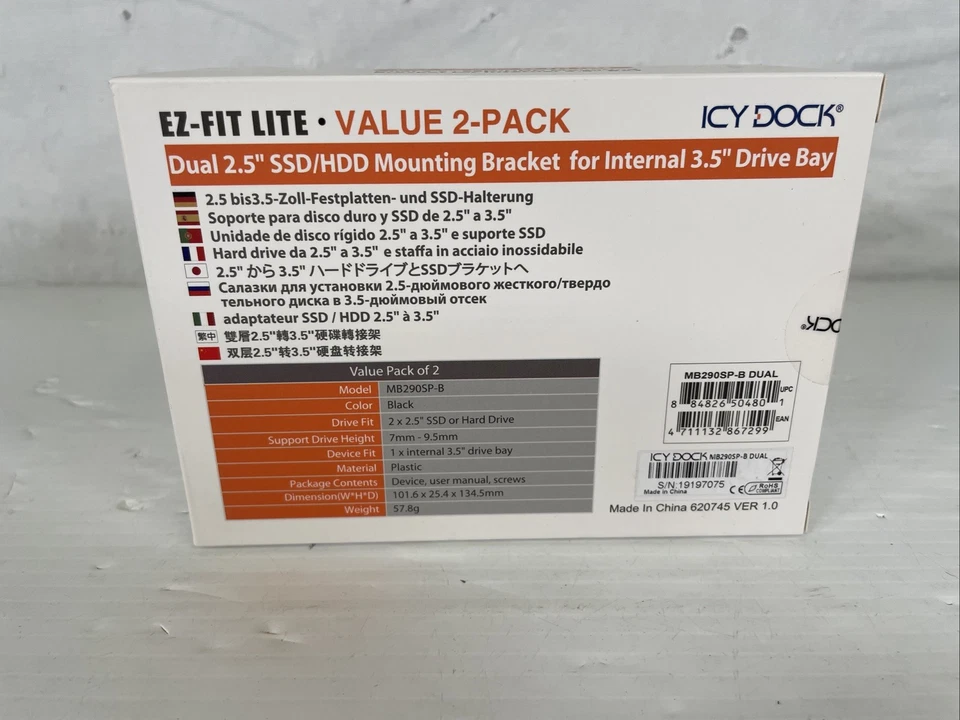 EZ-FIT LITE • VALUE 2-PACK
ICY DOCK®
Dual 2.5" SSD/HDD Mounting Bracket for Internal 3.5" Drive Bay
2.5 bis3.5-Zoll-Festplatten- und SSD-Halterung
Soporte para disco duro y SSD de 2.5" a 3.5"
Unidade de disco rígido 2.5" a 3.5" e suporte SSD
Hard drive da 2.5" a 3.5" e staffa in acciaio inossidabile
2.5" から 3.5" ハードドライブとSSDブラケットへ
Салазки для установки 2.5-дюймового жесткого/твердо
тельного диска в 3.5-дюймовый отсек
adaptateur SSD / HDD 2.5" à 3.5"
繁中 雙層2.5"轉3.5"硬碟轉接架
双层2.5"转3.5"硬盘转接架
Value Pack of 2
Model MB290SP-B
Color Black
Drive Fit 2 x 2.5" SSD or Hard Drive
Support Drive Height 7mm - 9.5mm
Device Fit 1 x internal 3.5" drive bay
Material Plastic
Package Contents Device, user manual, screws
Dimension(W*H*D) 101.6 x 25.4 x 134.5mm
Weight 57.8g
MB290SP-B DUAL
UPC
8 84826 50480 1
EAN
4 711132 867299
ICY DOCK MB290SP-B DUAL
S/N:19197075
Made in China
CE RoHS
COMPLIANT
Made In China 620745 VER 1.0